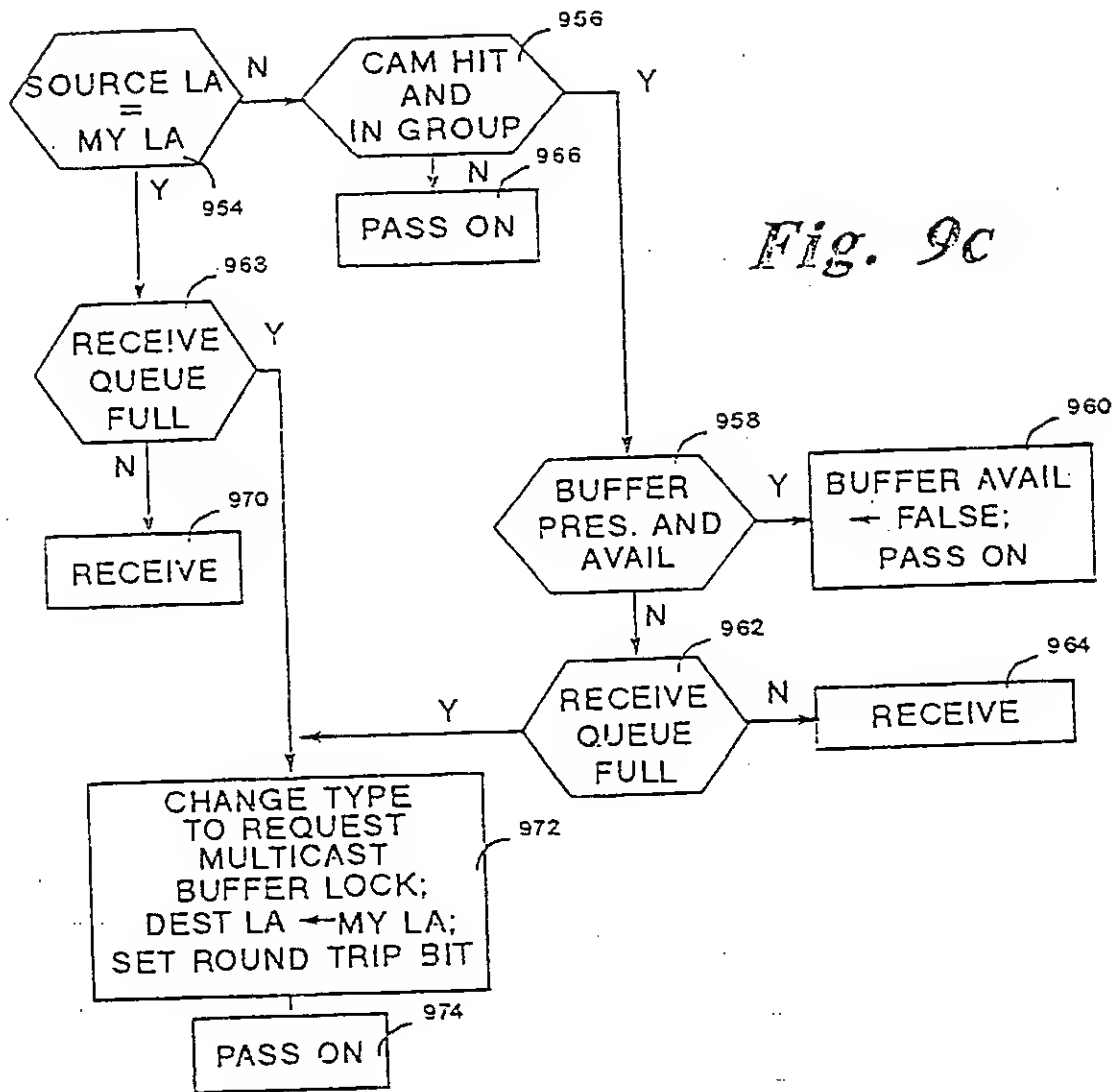 SOURCE LA
=
MY LA
954
N
956
CAM HIT
AND
IN GROUP
Y
Y
N
966
PASS ON
Fig. 9c
963
RECEIVE
QUEUE
FULL
Y
N
970
RECEIVE
958
BUFFER
PRES. AND
AVAIL
Y
960
BUFFER AVAIL
← FALSE;
PASS ON
N
962
RECEIVE
QUEUE
FULL
Y
N
964
RECEIVE
CHANGE TYPE
TO REQUEST
MULTICAST
BUFFER LOCK;
DEST LA ← MY LA;
SET ROUND TRIP BIT
972
PASS ON
974